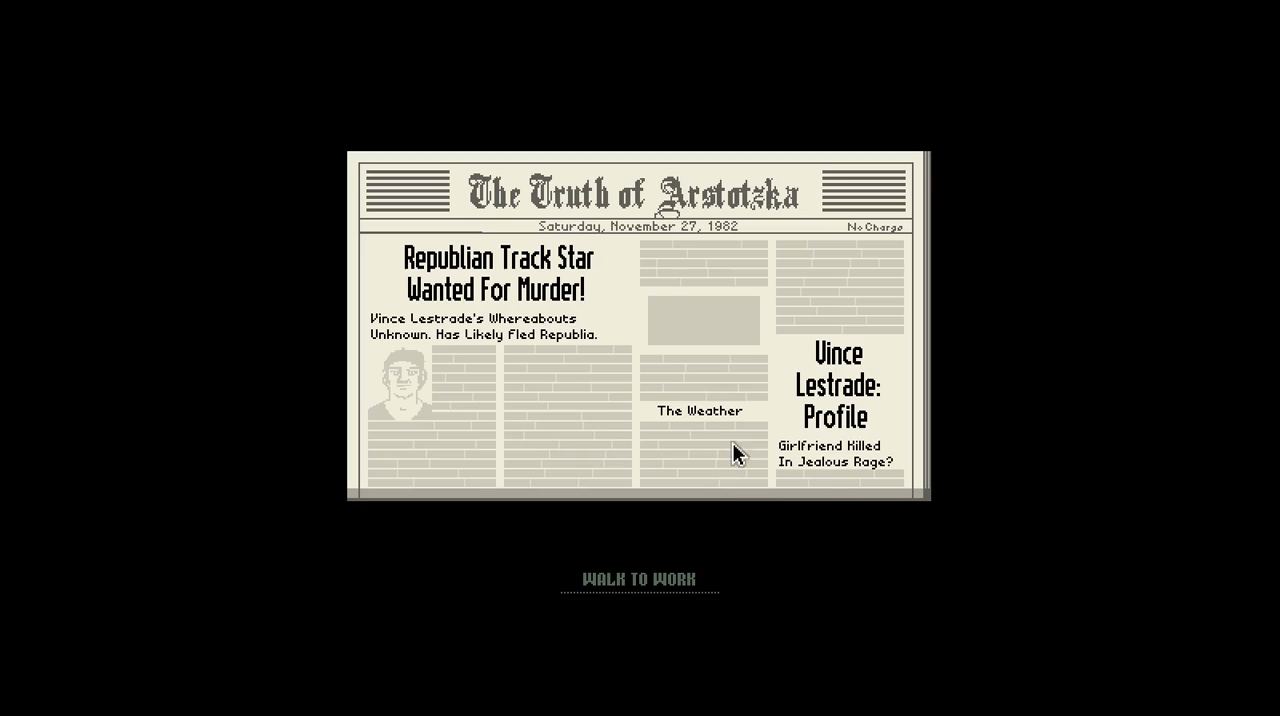 The Truth of Arstotzka
Saturday, November 27, 1982
No Charge
Republian Track Star
Wanted For Murder!
Vince Lestrade's Whereabouts
Unknown. Has Likely Fled Republia.
The Weather
Vince
Lestrade:
Profile
Girlfriend Killed
In Jealous Rage?
WALK TO WORK